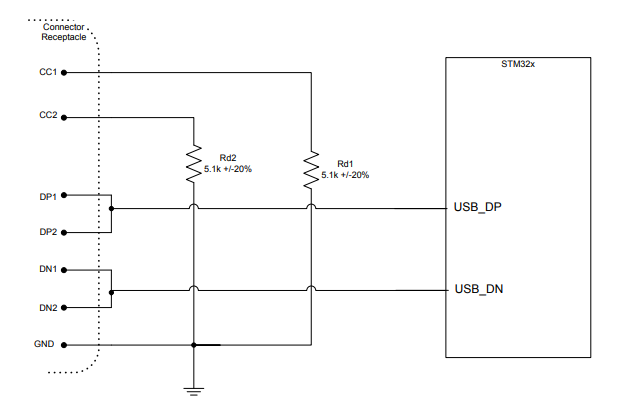 Connector
Receptacle
STM32x
CC1
CC2
Rd2
5.1k +/-20%
Rd1
5.1k +/-20%
DP1
USB_DP
DP2
DN1
USB_DN
DN2
GND